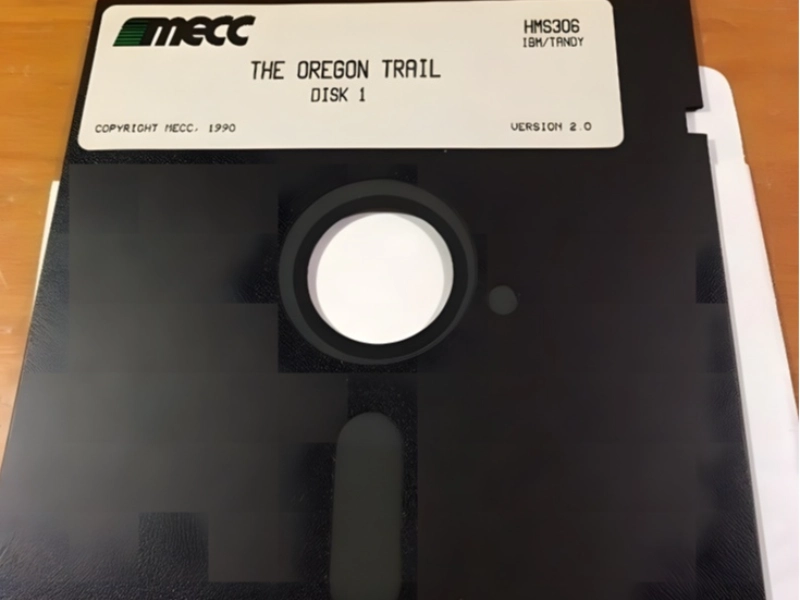 mecc
HMS306
IBM/TANDY
THE OREGON TRAIL
DISK 1
COPYRIGHT MECC, 1990
VERSION 2.0